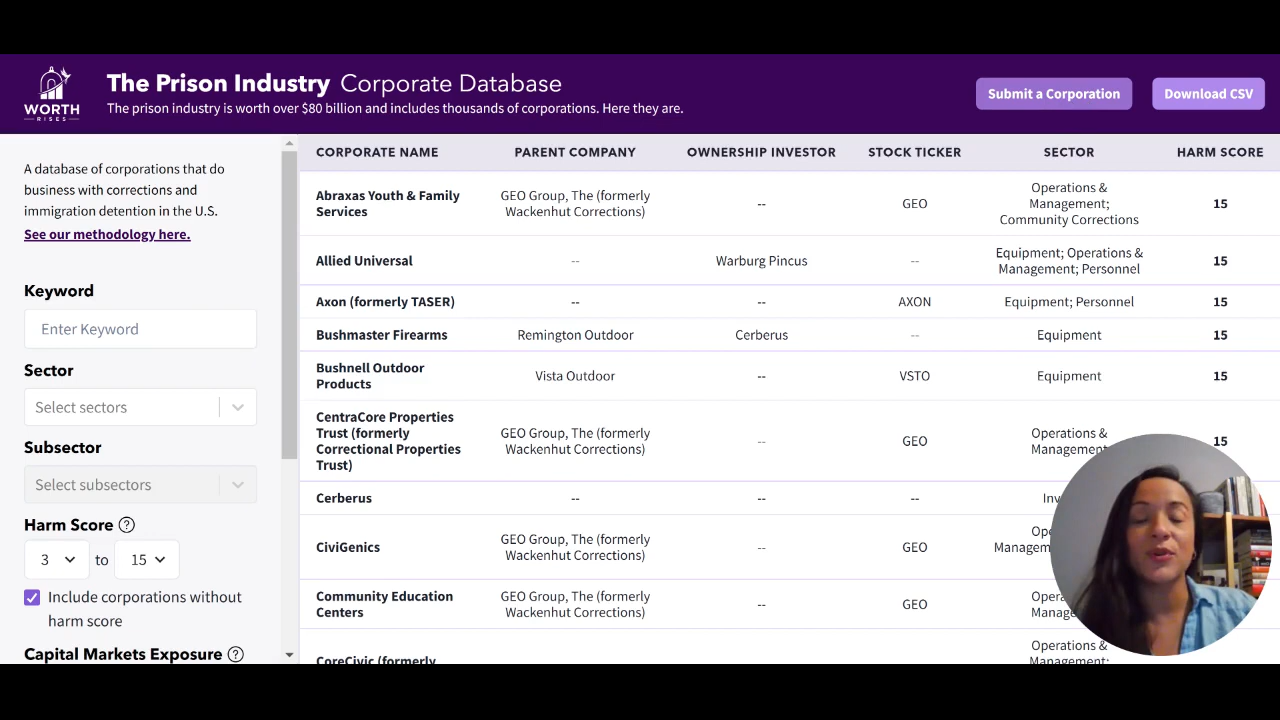 WORTH
RISES
The Prison Industry Corporate Database
The prison industry is worth over $80 billion and includes thousands of corporations. Here they are.
Submit a Corporation
Download CSV
A database of corporations that do
business with corrections and
immigration detention in the U.S.
See our methodology here.
Keyword
Enter Keyword
Sector
Select sectors
Subsector
Select subsectors
Harm Score ?
3 to 15
Include corporations without
harm score
Capital Markets Exposure ?
CORPORATE NAME PARENT COMPANY OWNERSHIP INVESTOR STOCK TICKER SECTOR HARM SCORE
Abraxas Youth & Family
Services
GEO Group, The (formerly
Wackenhut Corrections)
--
GEO
Operations &
Management;
Community Corrections
15
Allied Universal
--
Warburg Pincus
--
Equipment; Operations &
Management; Personnel
15
Axon (formerly TASER) -- -- AXON Equipment; Personnel 15
Bushmaster Firearms Remington Outdoor Cerberus -- Equipment 15
Bushnell Outdoor
Products
Vista Outdoor
--
VSTO
Equipment
15
CentraCore Properties
Trust (formerly
Correctional Properties
Trust)
GEO Group, The (formerly
Wackenhut Corrections)
--
GEO
Operations &
Management
15
Cerberus -- -- --
CiviGenics
GEO Group, The (formerly
Wackenhut Corrections)
--
GEO
Community Education
Centers
GEO Group, The (formerly
Wackenhut Corrections)
--
GEO
CoreCivic (formerly
Operations &
Management;